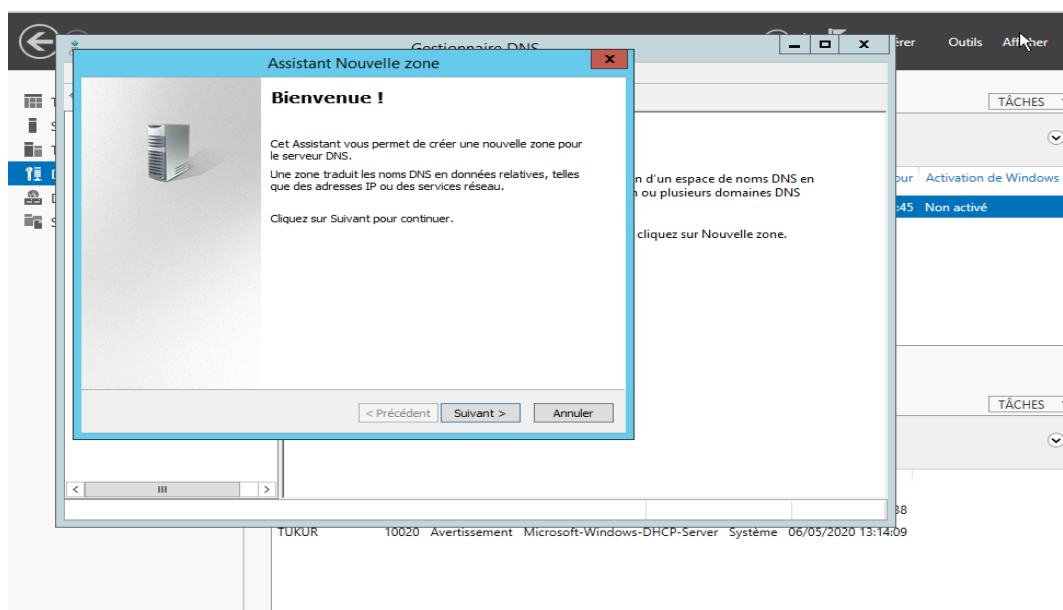 Gestionnaire DNS
Outils
Afficher
Assistant Nouvelle zone
Bienvenue !
Cet Assistant vous permet de créer une nouvelle zone pour
le serveur DNS.
Une zone traduit les noms DNS en données relatives, telles
que des adresses IP ou des services réseau.
Cliquez sur Suivant pour continuer.
< Précédent
Suivant >
Annuler
n d'un espace de noms DNS en
ou plusieurs domaines DNS
cliquez sur Nouvelle zone.
TÂCHES
Activation de Windows
:45 Non activé
TÂCHES
38
TUKUR 10020 Avertissement Microsoft-Windows-DHCP-Server Système 06/05/2020 13:14:09